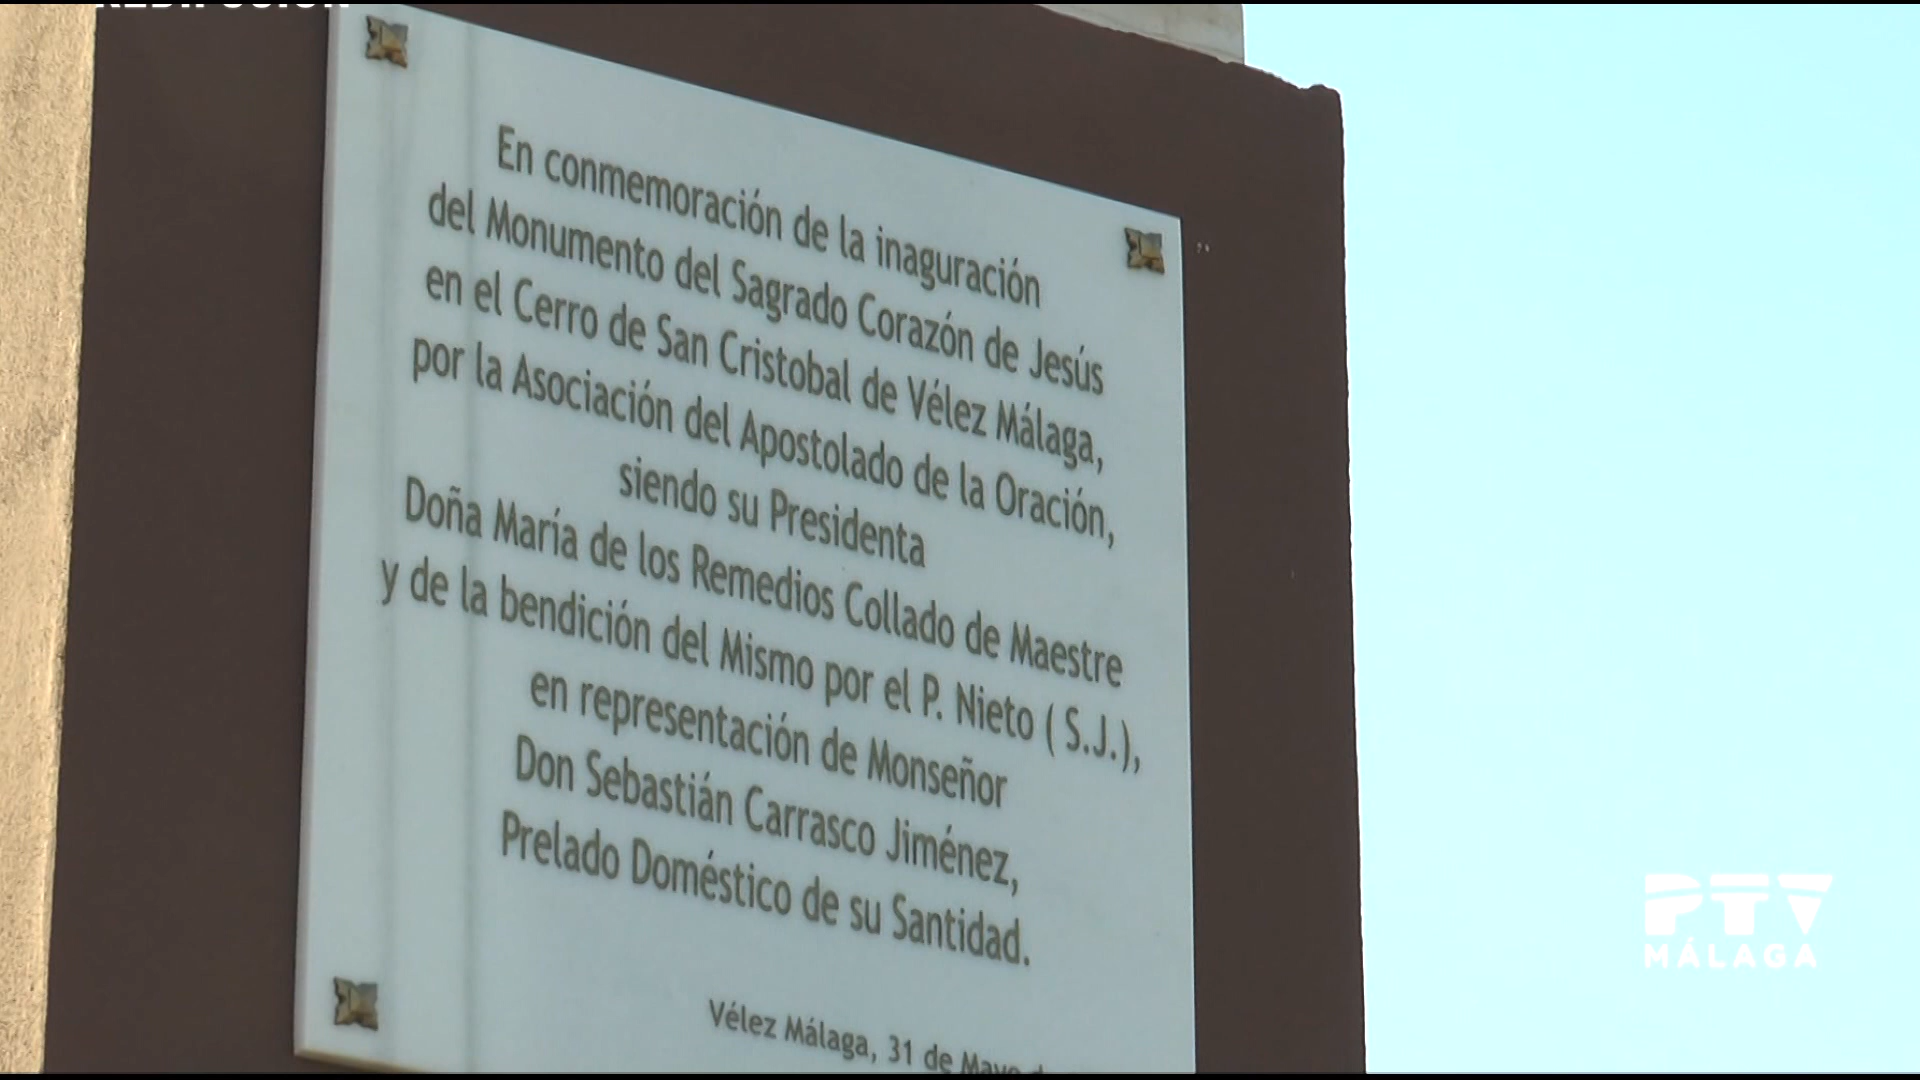 REDIFUSIÓN
En conmemoración de la inaguración
del Monumento del Sagrado Corazón de Jesús
en el Cerro de San Cristobal de Vélez Málaga,
por la Asociación del Apostolado de la Oración,
siendo su Presidenta
Doña María de los Remedios Collado de Maestre
y de la bendición del Mismo por el P. Nieto ( S.J.),
en representación de Monseñor
Don Sebastián Carrasco Jiménez,
Prelado Doméstico de su Santidad.
Vélez Málaga, 31 de Mayo
PTV
MÁLAGA